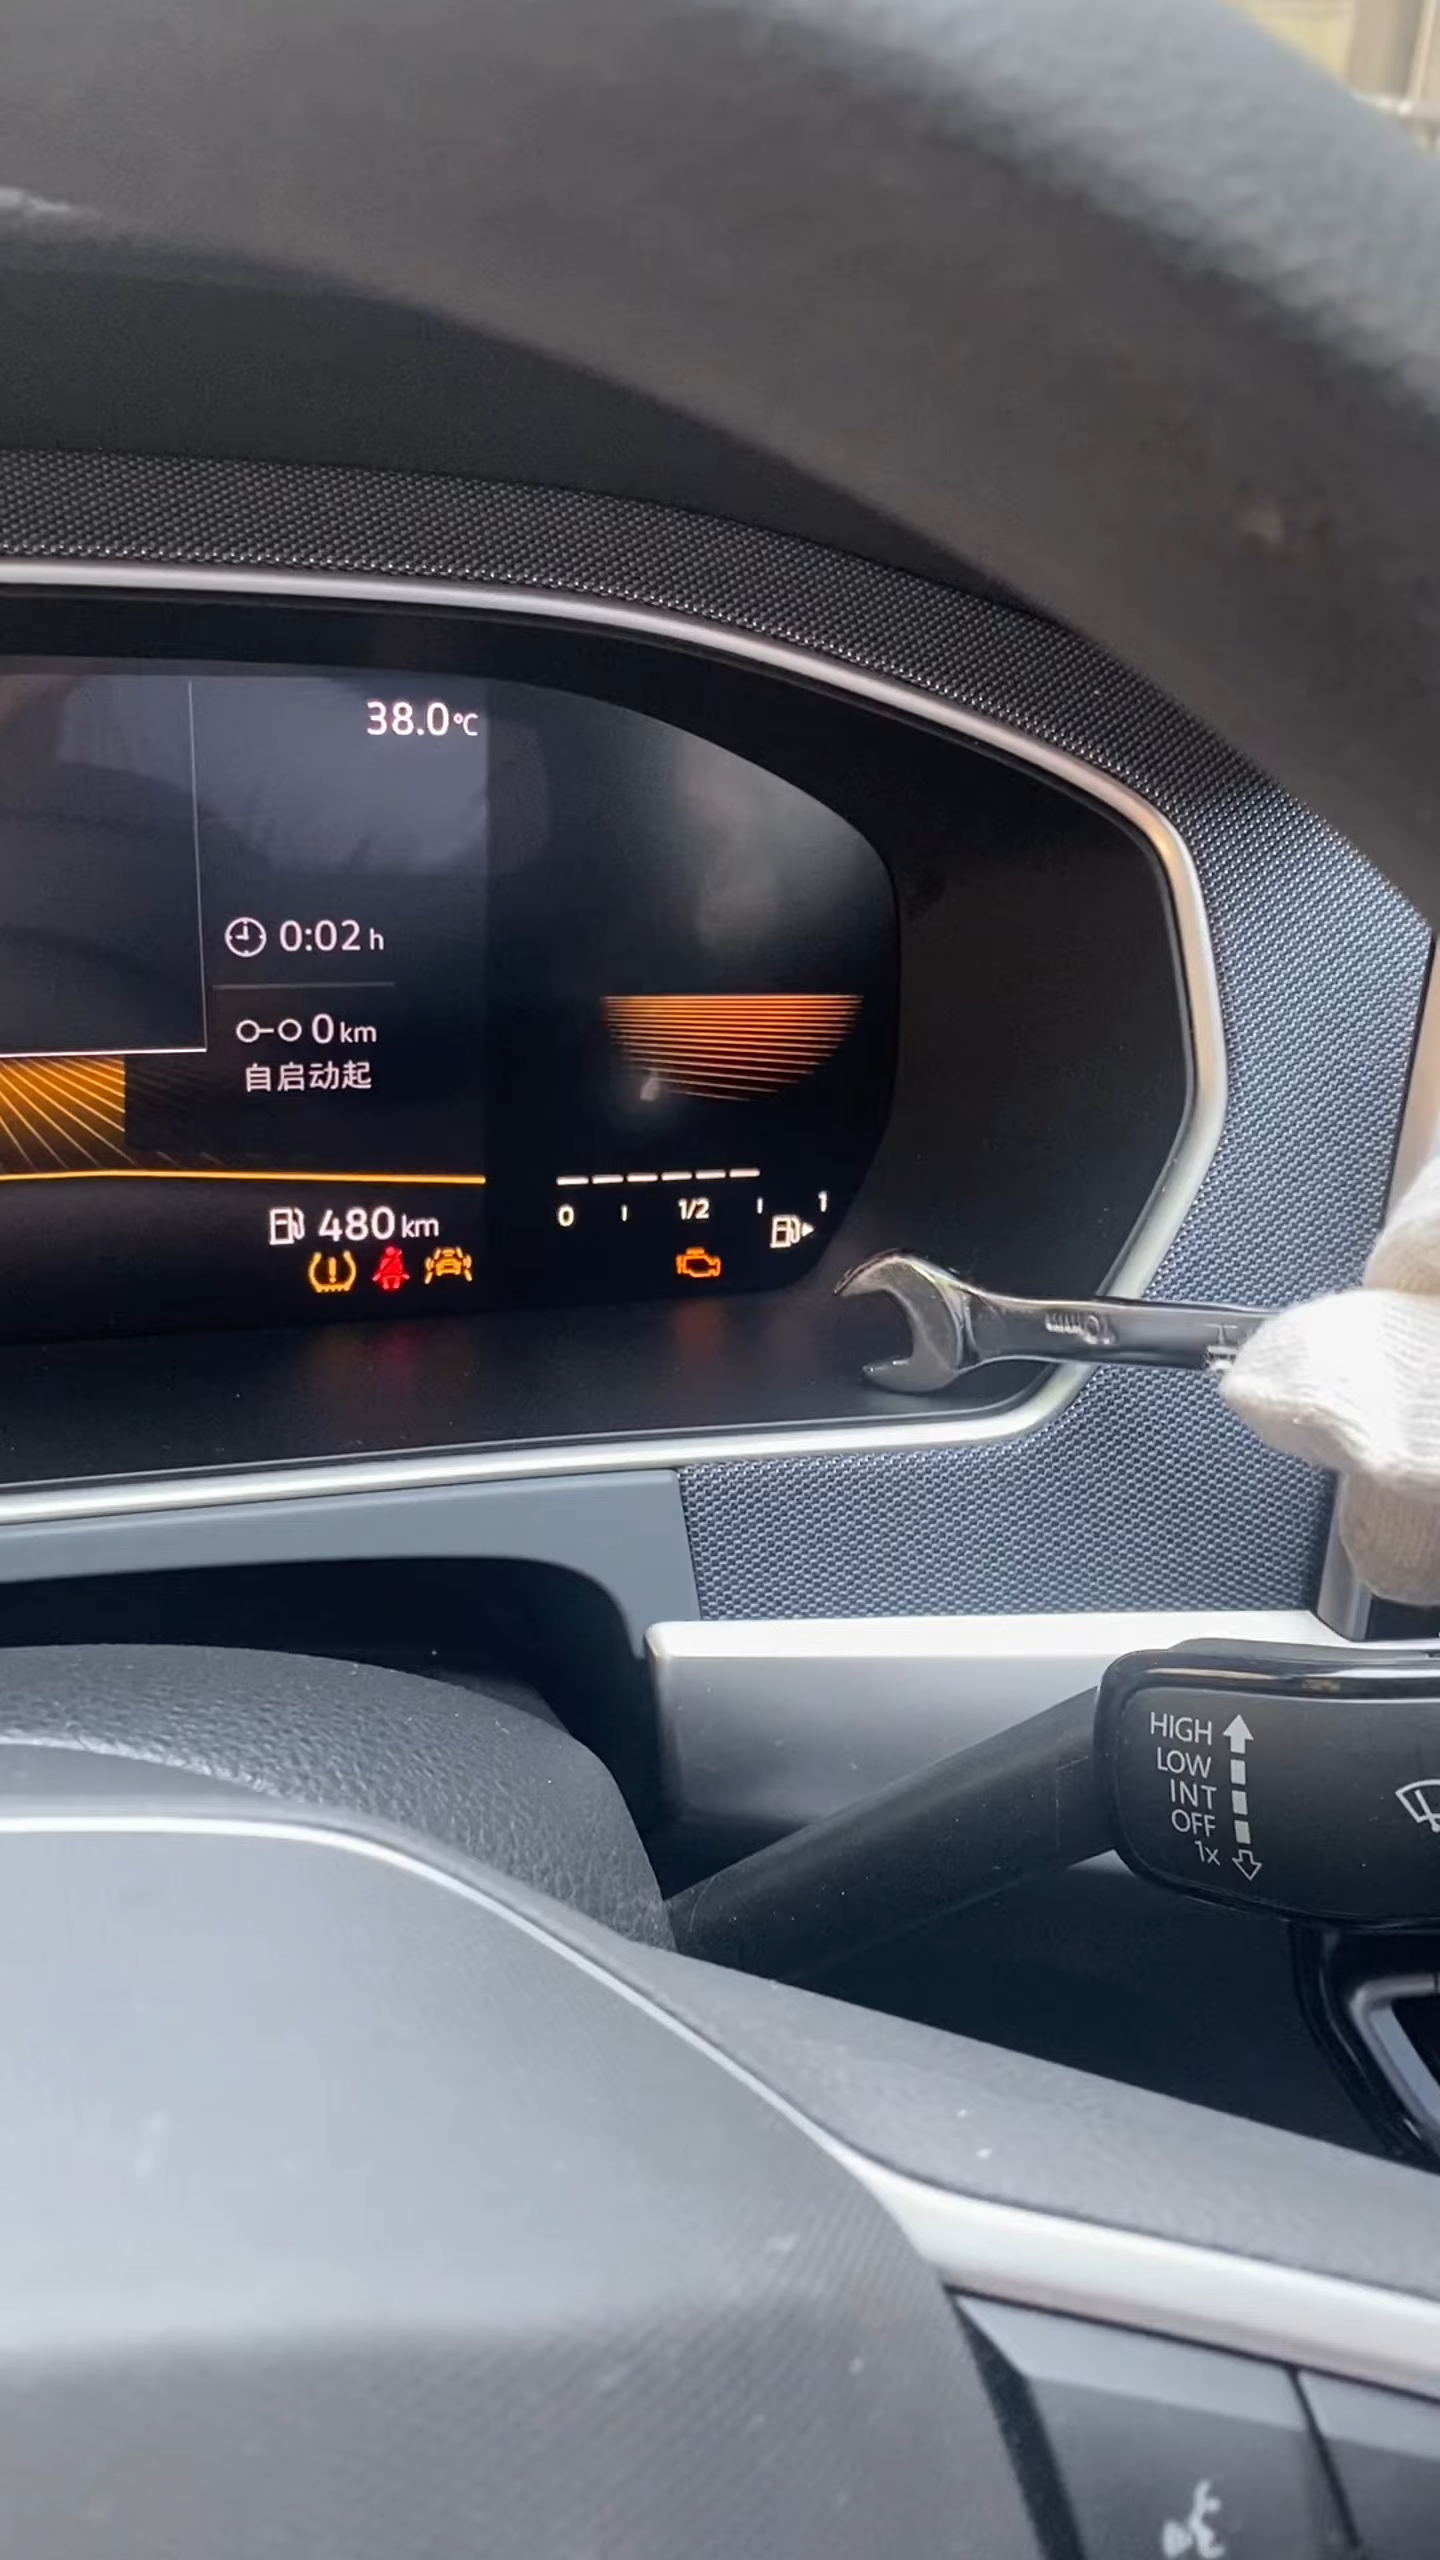 38.0°C
0:02 h
0 km
自启动起
480 km
0 1/2 1
HIGH
LOW
INT
OFF
1x